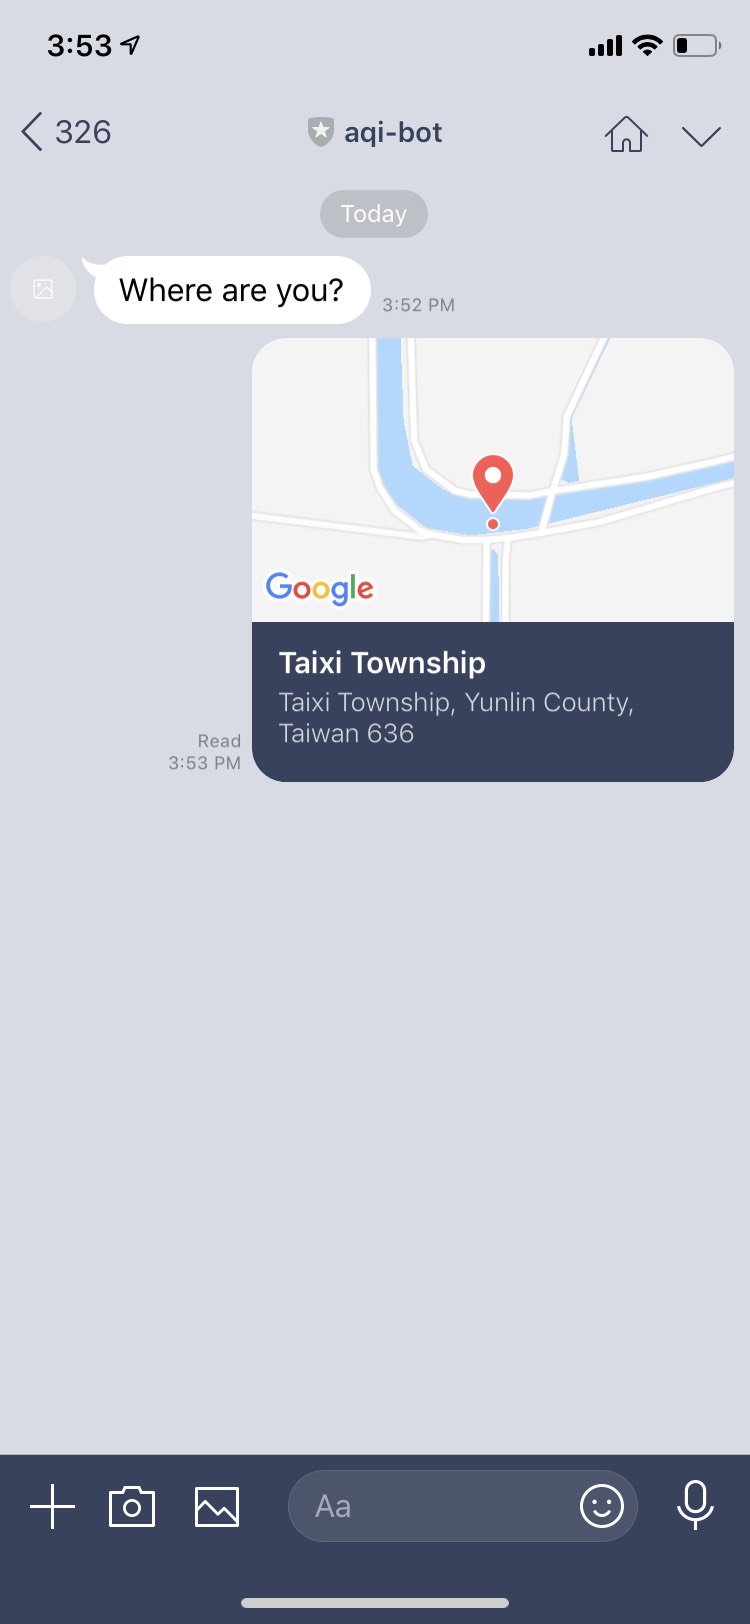 3:53
326
aqi-bot
Today
Where are you?
3:52 PM
Google
Taixi Township
Taixi Township, Yunlin County,
Taiwan 636
Read
3:53 PM
Aa